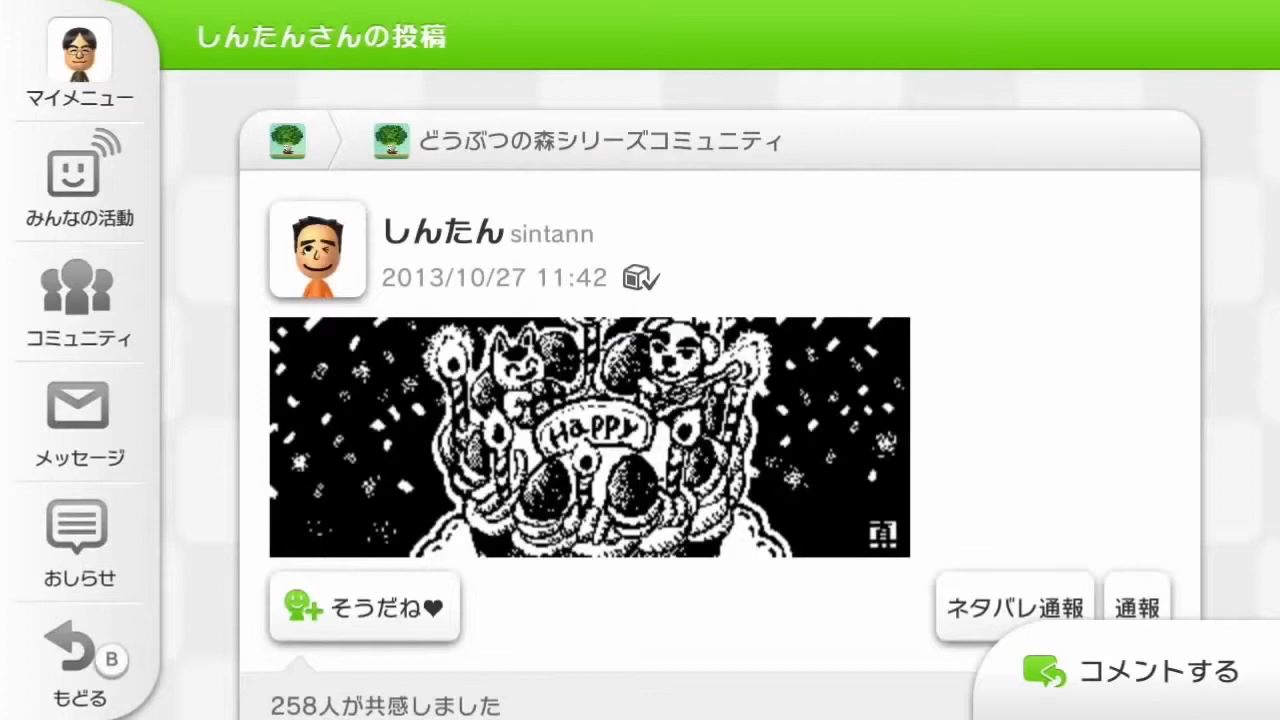 しんたんさんの投稿
マイメニュー
みんなの活動
コミュニティ
メッセージ
おしらせ
B
もどる
どうぶつの森シリーズコミュニティ
しんたん sintann
2013/10/27 11:42
Happy
そうだね♥
ネタバレ通報
通報
コメントする
258人が共感しました